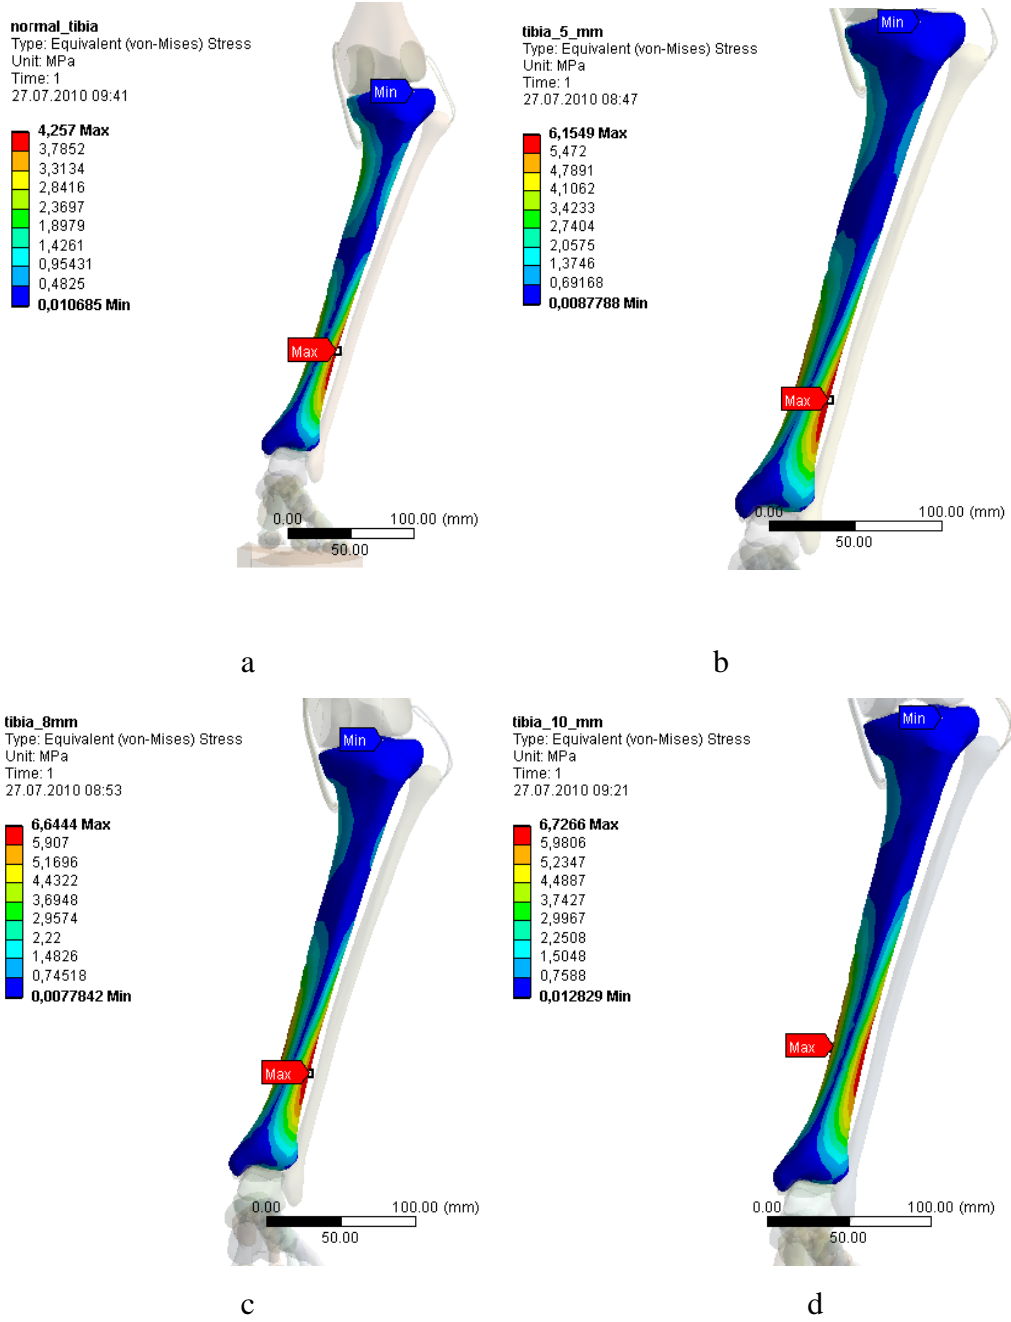 normal_tibia
Type: Equivalent (von-Mises) Stress
Unit: MPa
Time: 1
27.07.2010 09:41
4,257 Max
3,7852
3,3134
2,8416
2,3697
1,8979
1,4261
0,95431
0,4825
0,010685 Min
Min
Max
0.00 100.00 (mm)
50.00
a
tibia_5_mm
Type: Equivalent (von-Mises) Stress
Unit: MPa
Time: 1
27.07.2010 08:47
6,1549 Max
5,472
4,7891
4,1062
3,4233
2,7404
2,0575
1,3746
0,69168
0,0087788 Min
Min
Max
0.00 100.00 (mm)
50.00
b
tibia_8mm
Type: Equivalent (von-Mises) Stress
Unit: MPa
Time: 1
27.07.2010 08:53
6,6444 Max
5,907
5,1696
4,4322
3,6948
2,9574
2,22
1,4826
0,74518
0,0077842 Min
Min
Max
0.00 100.00 (mm)
50.00
c
tibia_10_mm
Type: Equivalent (von-Mises) Stress
Unit: MPa
Time: 1
27.07.2010 09:21
6,7266 Max
5,9806
5,2347
4,4887
3,7427
2,9967
2,2508
1,5048
0,7588
0,012829 Min
Min
Max
0.00 100.00 (mm)
50.00
d